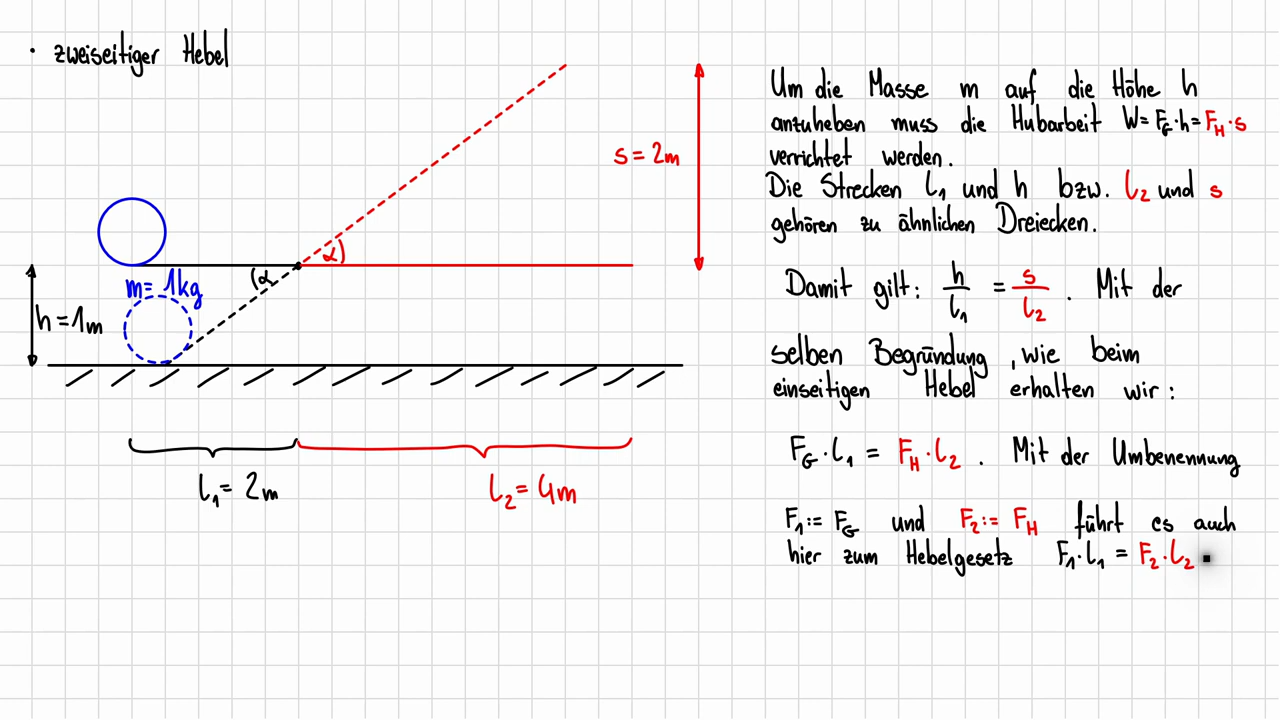 · zweiseitiger Hebel
s = 2m
α)
(α
m = 1kg
h = 1m
l₁ = 2m
l₂ = 4m
Um die Masse m auf die Höhe h
anzuheben muss die Hubarbeit W = F_G · h = F_H · s
verrichtet werden.
Die Strecken l₁ und h bzw. l₂ und s
gehören zu ähnlichen Dreiecken.
Damit gilt: h/l₁ = s/l₂ . Mit der
selben Begründung , wie beim
einseitigen Hebel erhalten wir :
F_G · l₁ = F_H · l₂ . Mit der Umbenennung
F₁ := F_G und F₂ := F_H führt es auch
hier zum Hebelgesetz F₁ · l₁ = F₂ · l₂